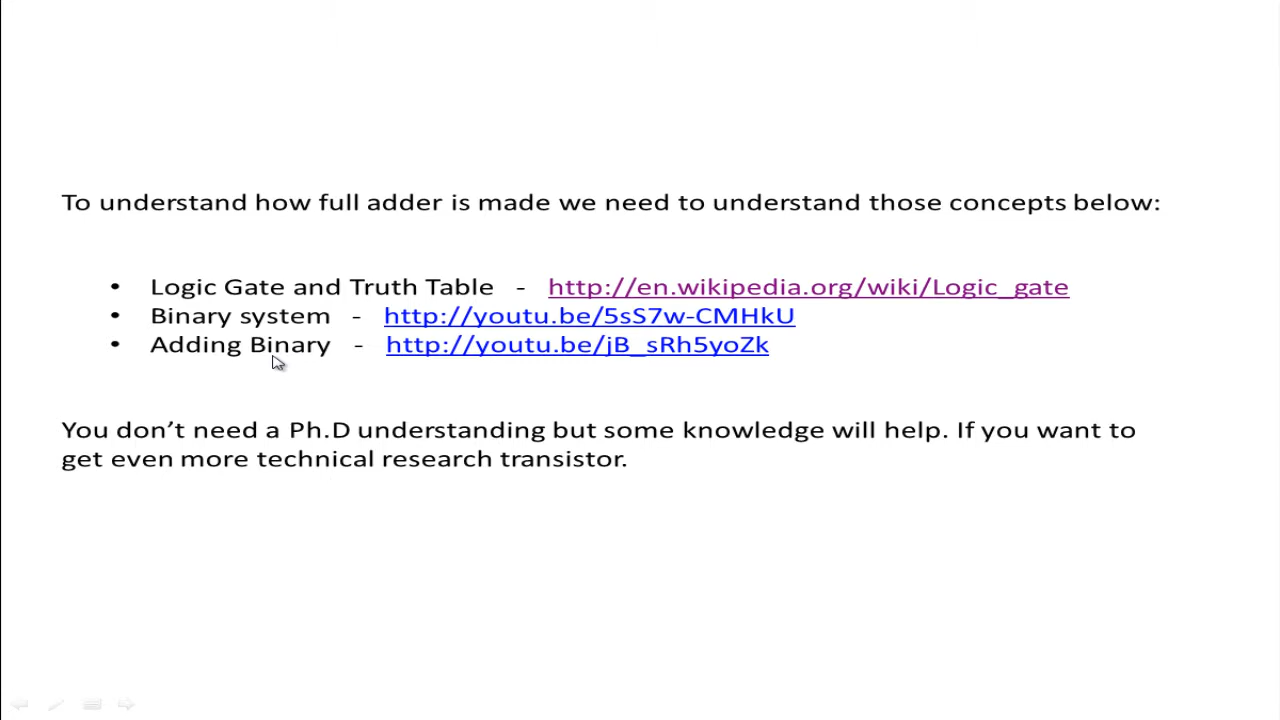 To understand how full adder is made we need to understand those concepts below:
• Logic Gate and Truth Table - http://en.wikipedia.org/wiki/Logic_gate
• Binary system - http://youtu.be/5sS7w-CMHkU
• Adding Binary - http://youtu.be/jB_sRh5yoZk
You don’t need a Ph.D understanding but some knowledge will help. If you want to
get even more technical research transistor.